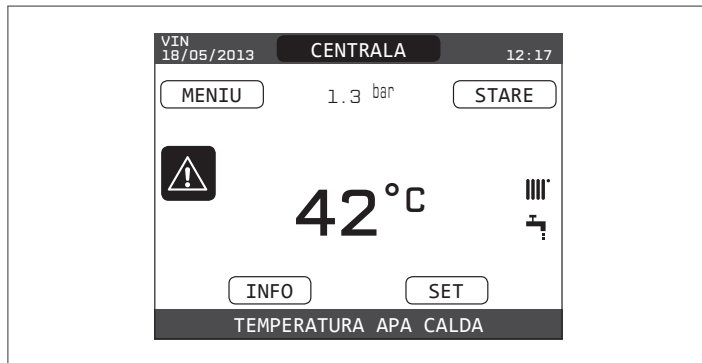 VIN
18/05/2013 CENTRALA 12:17
MENIU 1.3 bar STARE
42°C
INFO SET
TEMPERATURA APA CALDA